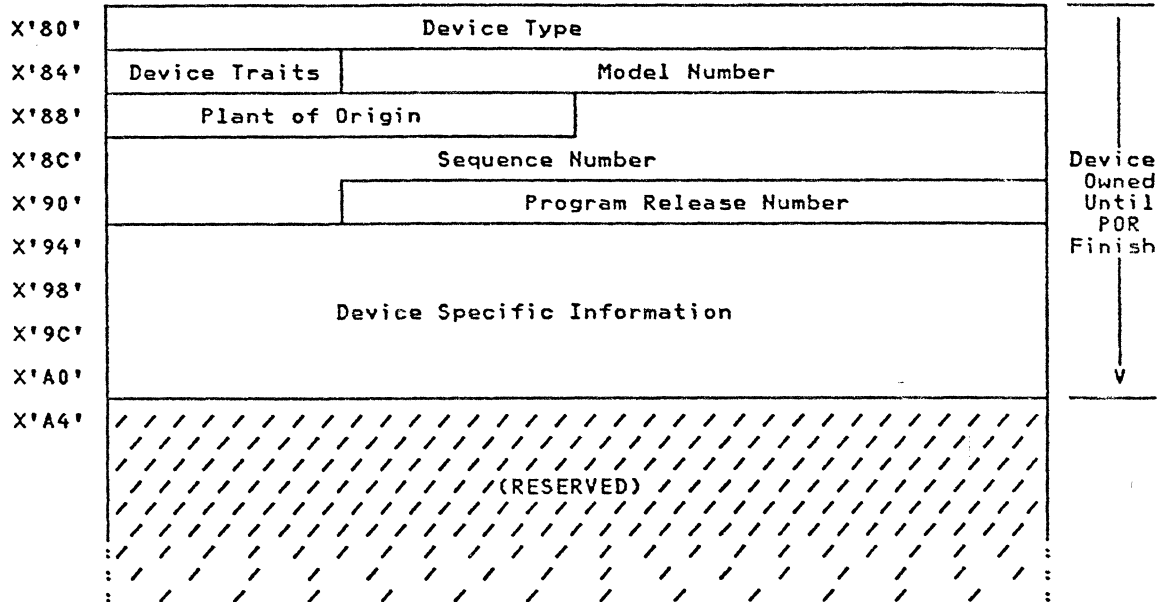 X'80' Device Type
X'84' Device Traits Model Number
X'88' Plant of Origin
X'8C' Sequence Number Device
Owned
X'90' Program Release Number Until
POR
X'94' Finish
X'98'
Device Specific Information
X'9C'
X'A0'
X'A4'
(RESERVED)